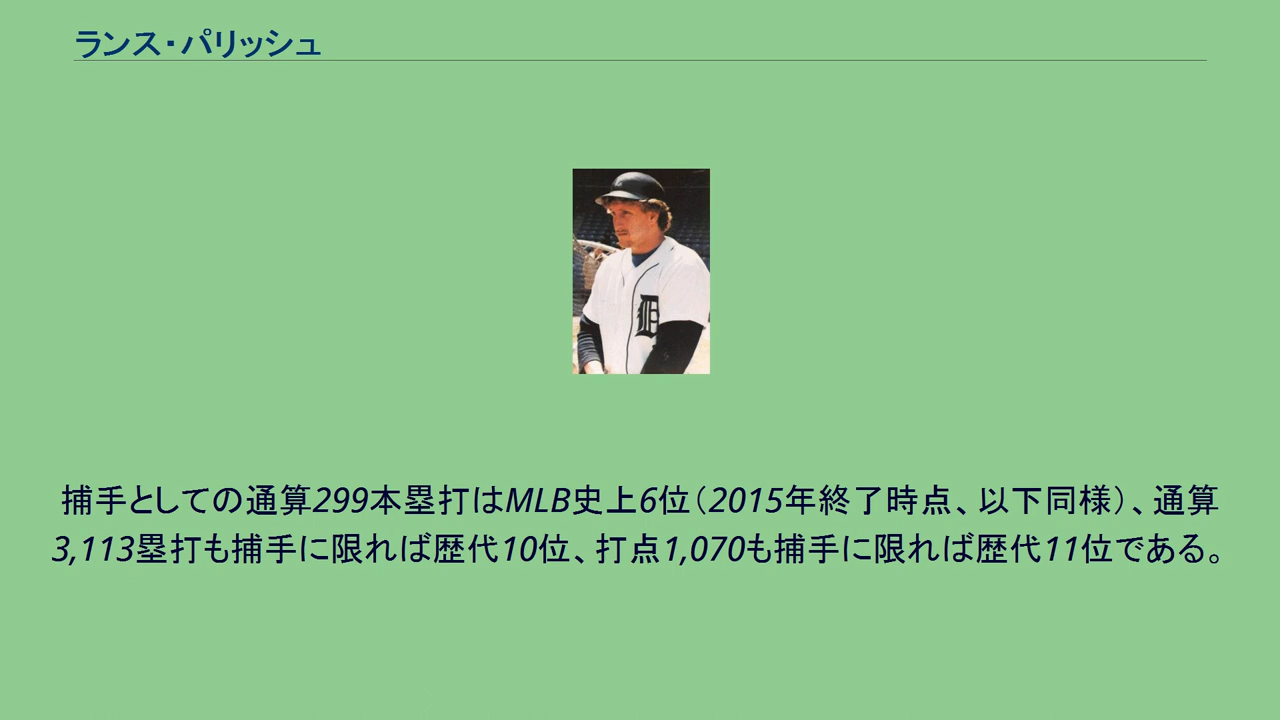 ランス・パリッシュ
D
捕手としての通算299本塁打はMLB史上6位（2015年終了時点、以下同様）、通算
3,113塁打も捕手に限れば歴代10位、打点1,070も捕手に限れば歴代11位である。